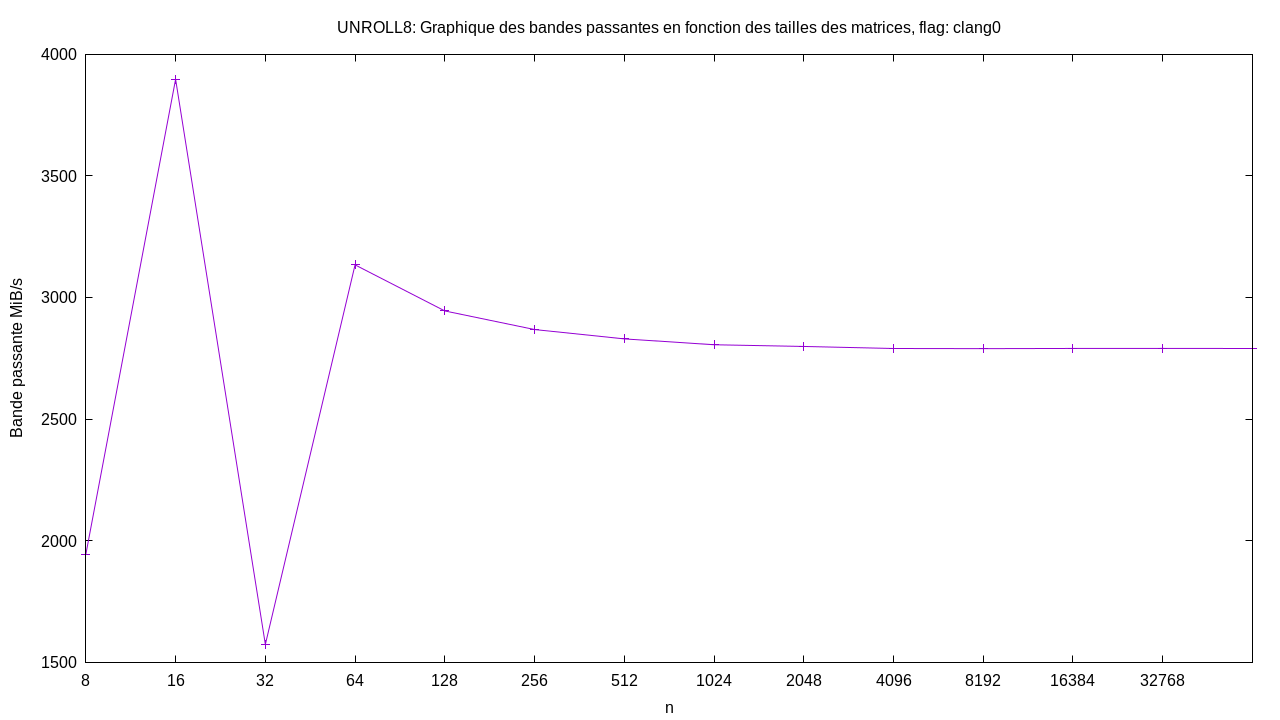 UNROLL8: Graphique des bandes passantes en fonction des tailles des matrices, flag: clang0
4000
3500
3000
2500
2000
1500
Bande passante MiB/s
8 16 32 64 128 256 512 1024 2048 4096 8192 16384 32768
n